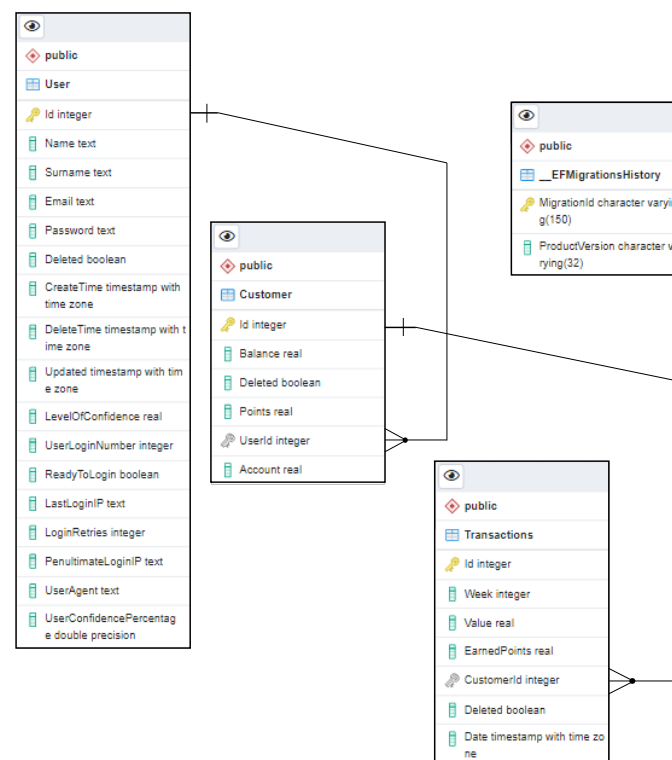 public
User
Id integer
Name text
Surname text
Email text
Password text
Deleted boolean
CreateTime timestamp with
time zone
DeleteTime timestamp with t
ime zone
Updated timestamp with tim
e zone
LevelOfConfidence real
UserLoginNumber integer
ReadyToLogin boolean
LastLoginIP text
LoginRetries integer
PenultimateLoginIP text
UserAgent text
UserConfidencePercentag
e double precision
public
Customer
Id integer
Balance real
Deleted boolean
Points real
UserId integer
Account real
public
__EFMigrationsHistory
MigrationId character varyi
g(150)
ProductVersion character v
rying(32)
public
Transactions
Id integer
Week integer
Value real
EarnedPoints real
CustomerId integer
Deleted boolean
Date timestamp with time zo
ne